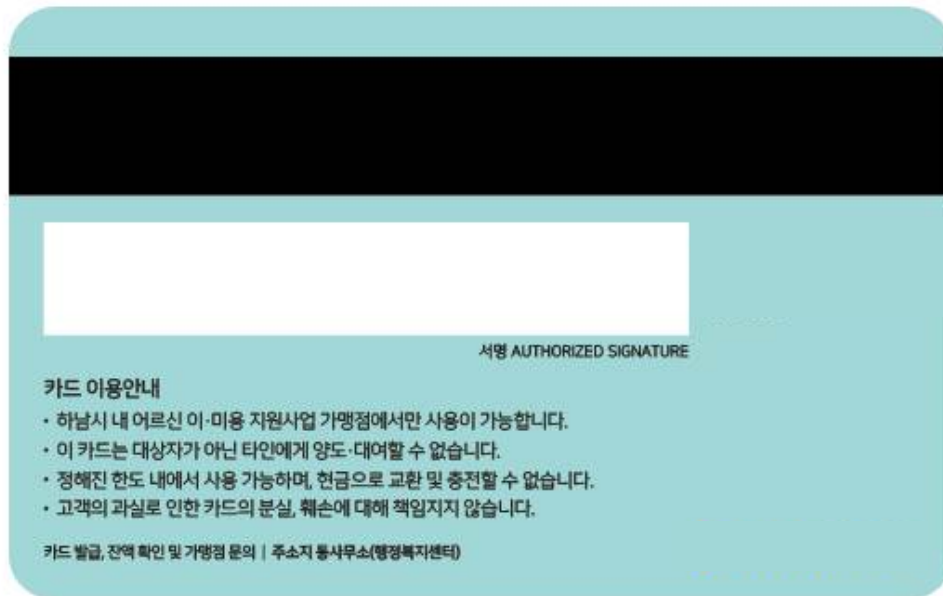 서명 AUTHORIZED SIGNATURE
카드 이용안내
• 하남시 내 어르신 이·미용 지원사업 가맹점에서만 사용이 가능합니다.
• 이 카드는 대상자가 아닌 타인에게 양도·대여할 수 없습니다.
• 정해진 한도 내에서 사용 가능하며, 현금으로 교환 및 충전할 수 없습니다.
• 고객의 과실로 인한 카드의 분실, 훼손에 대해 책임지지 않습니다.
카드 발급, 잔액 확인 및 가맹점 문의 | 주소지 동사무소(행정복지센터)